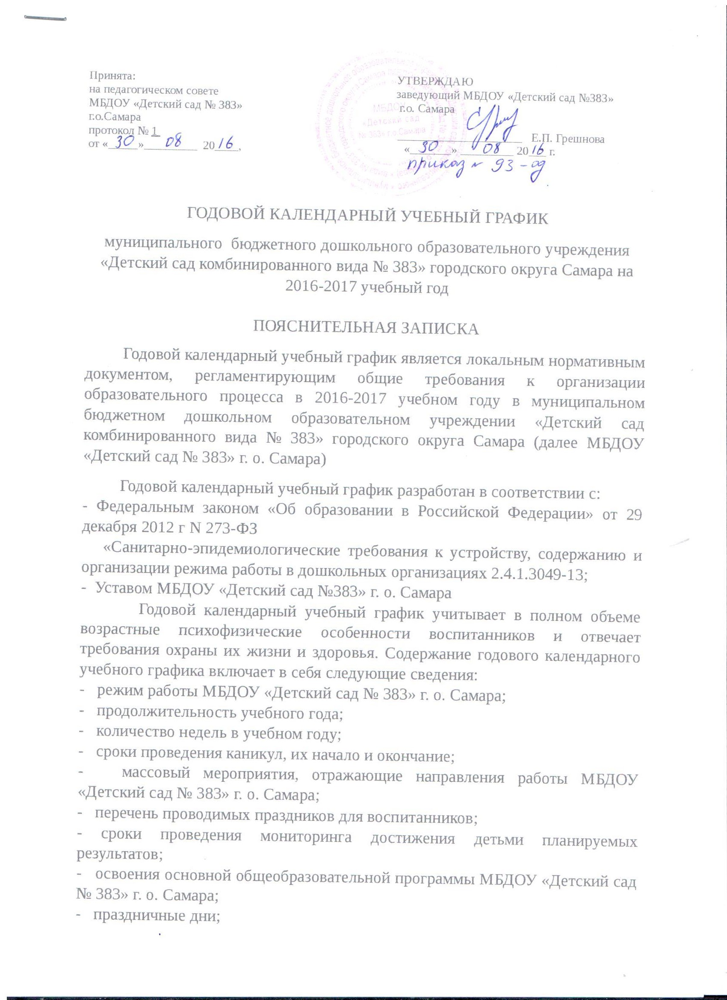 Принята:
на педагогическом совете
МБДОУ «Детский сад № 383»
г.о.Самара
протокол № 1
от « 30 » 08 20 16,
УТВЕРЖДАЮ
заведующий МБДОУ «Детский сад №383»
г.о. Самара
Е.П. Грешнова
« 30 » 08 20 16 г.
приказ № 93-од
МБДОУ
«Детский сад
№ 383» г.о.Самара
ГОДОВОЙ КАЛЕНДАРНЫЙ УЧЕБНЫЙ ГРАФИК
муниципального бюджетного дошкольного образовательного учреждения
«Детский сад комбинированного вида № 383» городского округа Самара на
2016-2017 учебный год
ПОЯСНИТЕЛЬНАЯ ЗАПИСКА
Годовой календарный учебный график является локальным нормативным
документом, регламентирующим общие требования к организации
образовательного процесса в 2016-2017 учебном году в муниципальном
бюджетном дошкольном образовательном учреждении «Детский сад
комбинированного вида № 383» городского округа Самара (далее МБДОУ
«Детский сад № 383» г. о. Самара)
Годовой календарный учебный график разработан в соответствии с:
- Федеральным законом «Об образовании в Российской Федерации» от 29
декабря 2012 г N 273-ФЗ
«Санитарно-эпидемиологические требования к устройству, содержанию и
организации режима работы в дошкольных организациях 2.4.1.3049-13;
- Уставом МБДОУ «Детский сад №383» г. о. Самара
Годовой календарный учебный график учитывает в полном объеме
возрастные психофизические особенности воспитанников и отвечает
требования охраны их жизни и здоровья. Содержание годового календарного
учебного графика включает в себя следующие сведения:
- режим работы МБДОУ «Детский сад № 383» г. о. Самара;
- продолжительность учебного года;
- количество недель в учебном году;
- сроки проведения каникул, их начало и окончание;
- массовый мероприятия, отражающие направления работы МБДОУ
«Детский сад № 383» г. о. Самара;
- перечень проводимых праздников для воспитанников;
- сроки проведения мониторинга достижения детьми планируемых
результатов;
- освоения основной общеобразовательной программы МБДОУ «Детский сад
№ 383» г. о. Самара;
- праздничные дни;